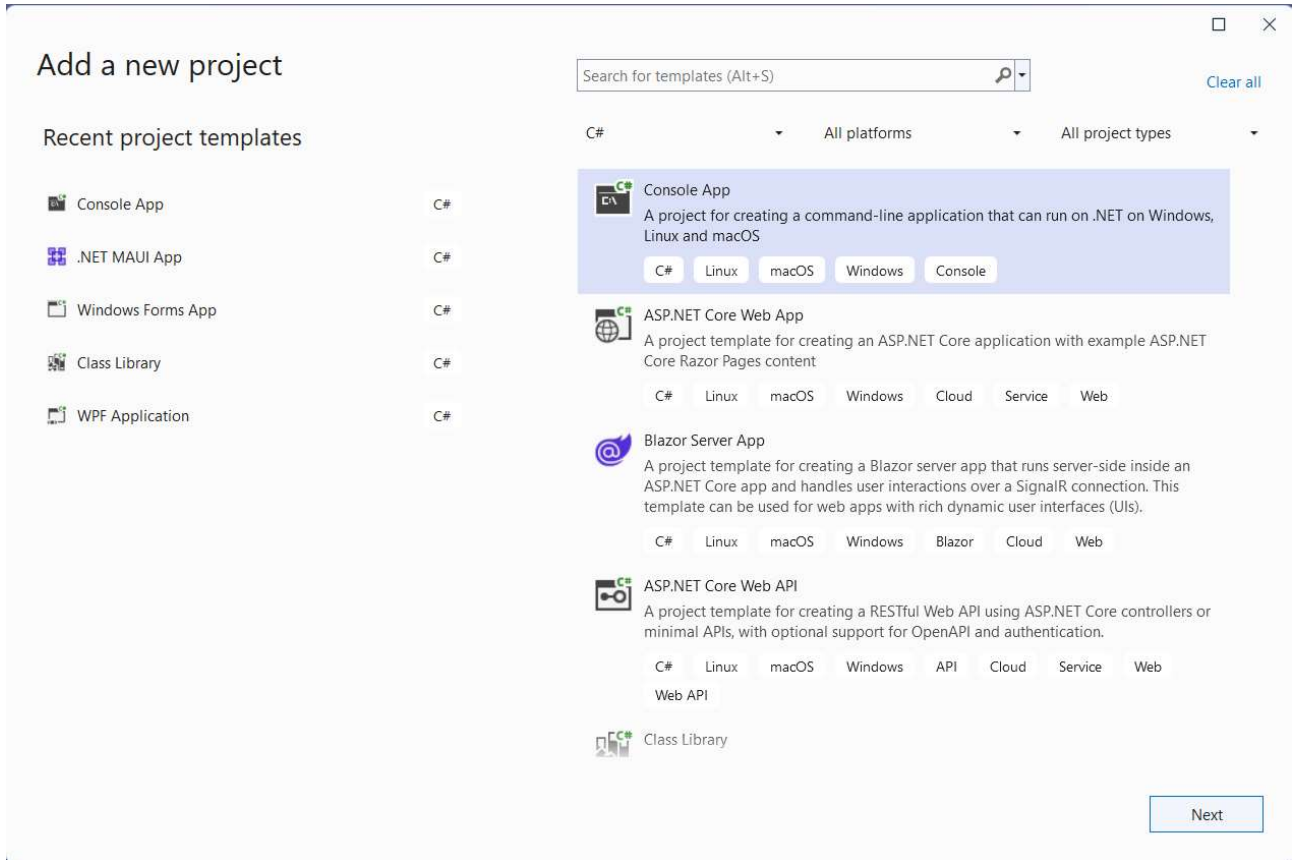 Add a new project
Search for templates (Alt+S)
Clear all
Recent project templates
C#
All platforms
All project types
Console App C#
.NET MAUI App C#
Windows Forms App C#
Class Library C#
WPF Application C#
Console App
A project for creating a command-line application that can run on .NET on Windows,
Linux and macOS
C# Linux macOS Windows Console
ASP.NET Core Web App
A project template for creating an ASP.NET Core application with example ASP.NET
Core Razor Pages content
C# Linux macOS Windows Cloud Service Web
Blazor Server App
A project template for creating a Blazor server app that runs server-side inside an
ASP.NET Core app and handles user interactions over a SignalR connection. This
template can be used for web apps with rich dynamic user interfaces (UIs).
C# Linux macOS Windows Blazor Cloud Web
ASP.NET Core Web API
A project template for creating a RESTful Web API using ASP.NET Core controllers or
minimal APIs, with optional support for OpenAPI and authentication.
C# Linux macOS Windows API Cloud Service Web
Web API
Class Library
Next